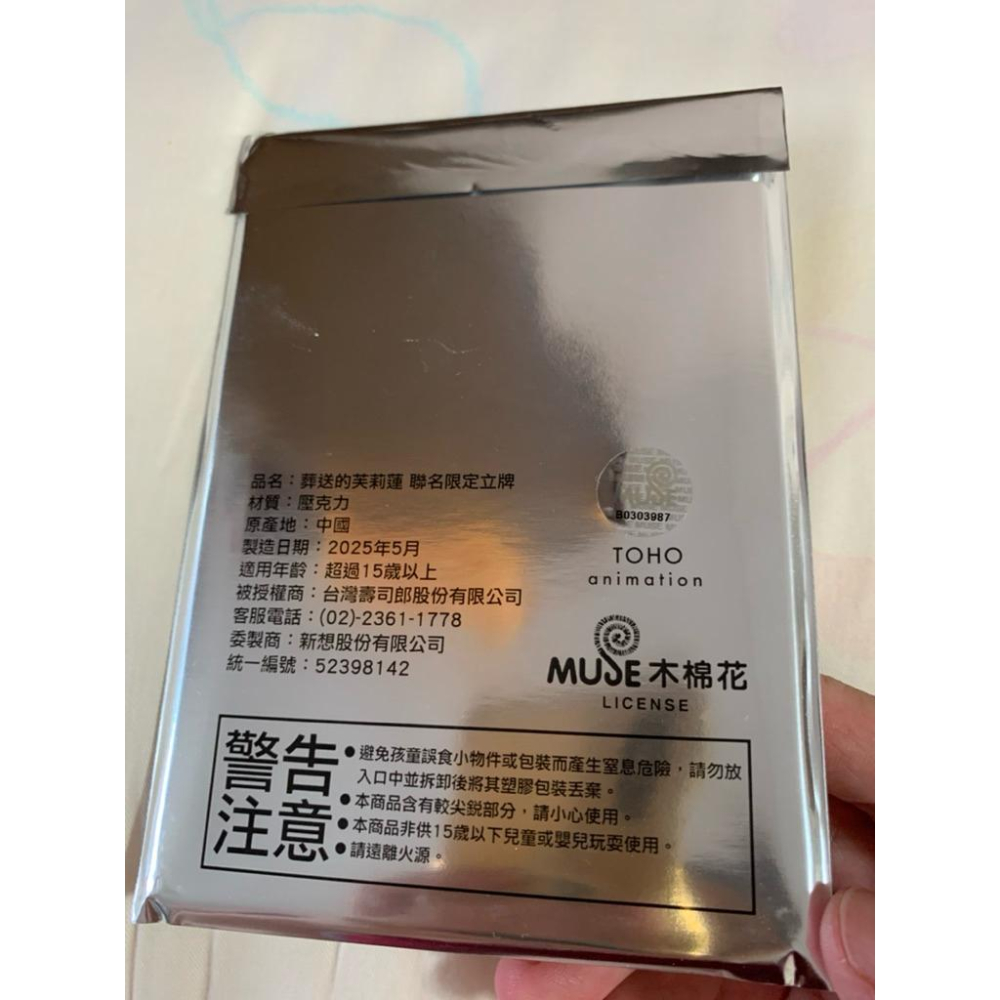 品名：葬送的芙莉蓮 聯名限定立牌
材質：壓克力
原產地：中國
製造日期：2025年5月
適用年齡：超過15歲以上
被授權商：台灣壽司郎股份有限公司
客服電話：(02)-2361-1778
委製商：新想股份有限公司
統一編號：52398142
MUSE
B0303987
MUSE
TOHO
animation
MUSE 木棉花
LICENSE
警告
注意
•避免孩童誤食小物件或包裝而產生窒息危險，請勿放
入口中並拆卸後將其塑膠包裝丟棄。
•本商品含有較尖銳部分，請小心使用。
•本商品非供15歲以下兒童或嬰兒玩耍使用。
•請遠離火源。